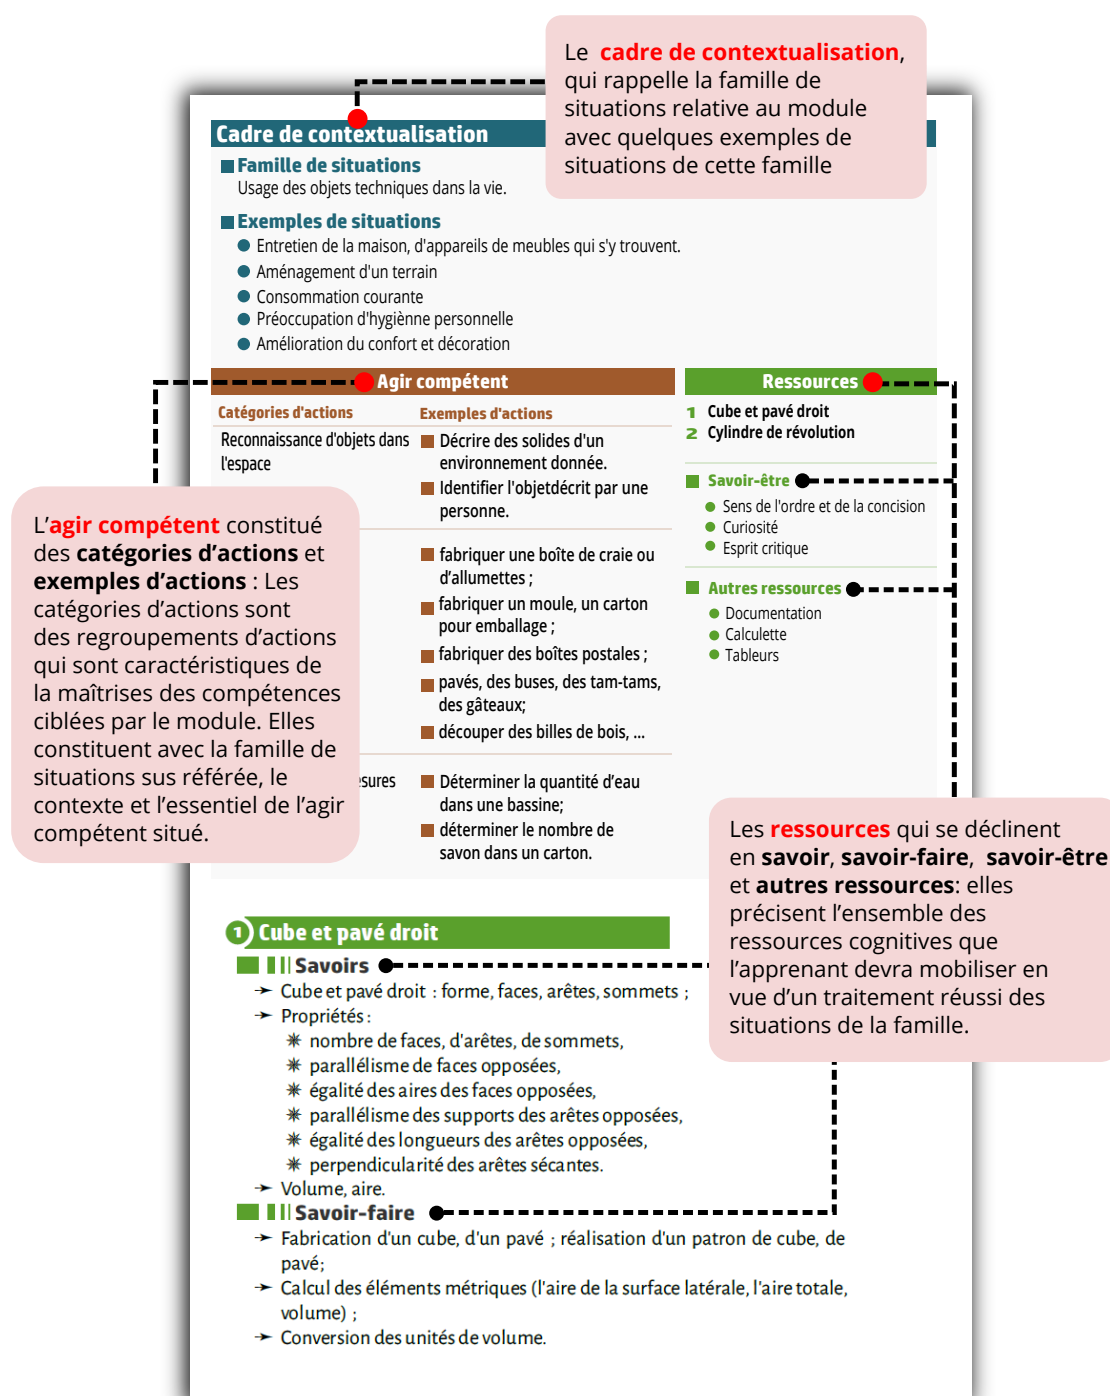 Le cadre de contextualisation,
qui rappelle la famille de
situations relative au module
avec quelques exemples de
situations de cette famille
Cadre de contextualisation
Famille de situations
Usage des objets techniques dans la vie.
Exemples de situations
Entretien de la maison, d'appareils de meubles qui s'y trouvent.
Aménagement d'un terrain
Consommation courante
Préoccupation d'hygiènne personnelle
Amélioration du confort et décoration
Agir compétent
Catégories d'actions
Exemples d'actions
Reconnaissance d'objets dans
l'espace
Décrire des solides d'un
environnement donnée.
Identifier l'objetdécrit par une
personne.
fabriquer une boîte de craie ou
d'allumettes ;
fabriquer un moule, un carton
pour emballage ;
fabriquer des boîtes postales ;
pavés, des buses, des tam-tams,
des gâteaux;
découper des billes de bois, ...
esures
Déterminer la quantité d'eau
dans une bassine;
déterminer le nombre de
savon dans un carton.
Ressources
1 Cube et pavé droit
2 Cylindre de révolution
Savoir-être
Sens de l'ordre et de la concision
Curiosité
Esprit critique
Autres ressources
Documentation
Calculette
Tableurs
L'agir compétent constitué
des catégories d'actions et
exemples d'actions : Les
catégories d'actions sont
des regroupements d'actions
qui sont caractéristiques de
la maîtrises des compétences
ciblées par le module. Elles
constituent avec la famille de
situations sus référée, le
contexte et l'essentiel de l'agir
compétent situé.
Les ressources qui se déclinent
en savoir, savoir-faire, savoir-être
et autres ressources: elles
précisent l'ensemble des
ressources cognitives que
l'apprenant devra mobiliser en
vue d'un traitement réussi des
situations de la famille.
1 Cube et pavé droit
Savoirs
➛ Cube et pavé droit : forme, faces, arêtes, sommets ;
➛ Propriétés :
✳ nombre de faces, d'arêtes, de sommets,
✳ parallélisme de faces opposées,
✳ égalité des aires des faces opposées,
✳ parallélisme des supports des arêtes opposées,
✳ égalité des longueurs des arêtes opposées,
✳ perpendicularité des arêtes sécantes.
➛ Volume, aire.
Savoir-faire
➛ Fabrication d'un cube, d'un pavé ; réalisation d'un patron de cube, de
pavé;
➛ Calcul des éléments métriques (l'aire de la surface latérale, l'aire totale,
volume) ;
➛ Conversion des unités de volume.